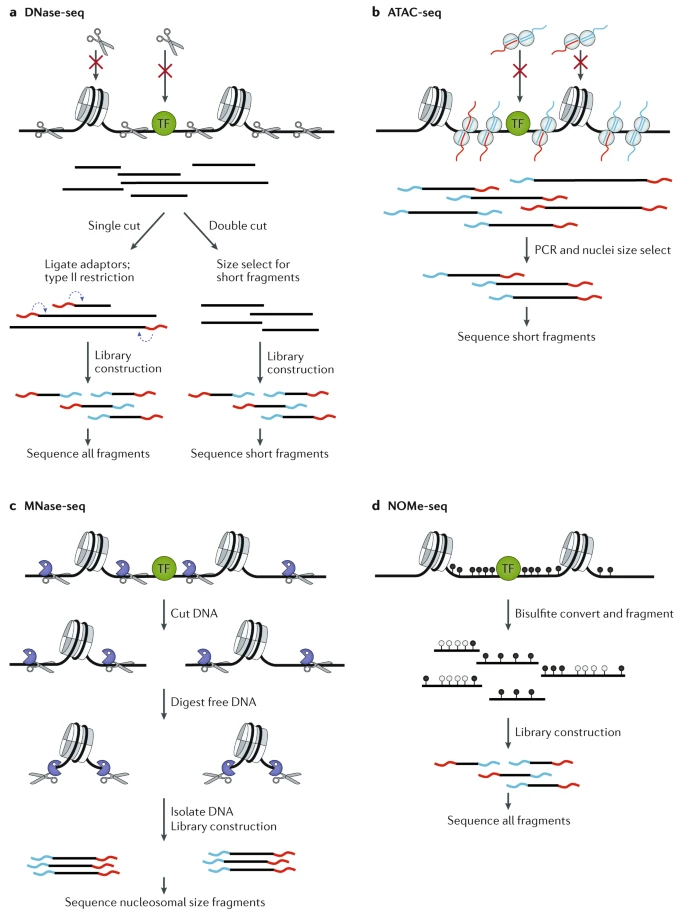 a DNase-seq
TF
Single cut
Double cut
Ligate adaptors;
type II restriction
Size select for
short fragments
Library
construction
Library
construction
Sequence all fragments
Sequence short fragments
b ATAC-seq
TF
PCR and nuclei size select
Sequence short fragments
c MNase-seq
TF
Cut DNA
Digest free DNA
Isolate DNA
Library construction
Sequence nucleosomal size fragments
d NOMe-seq
TF
Bisulfite convert and fragment
Library construction
Sequence all fragments